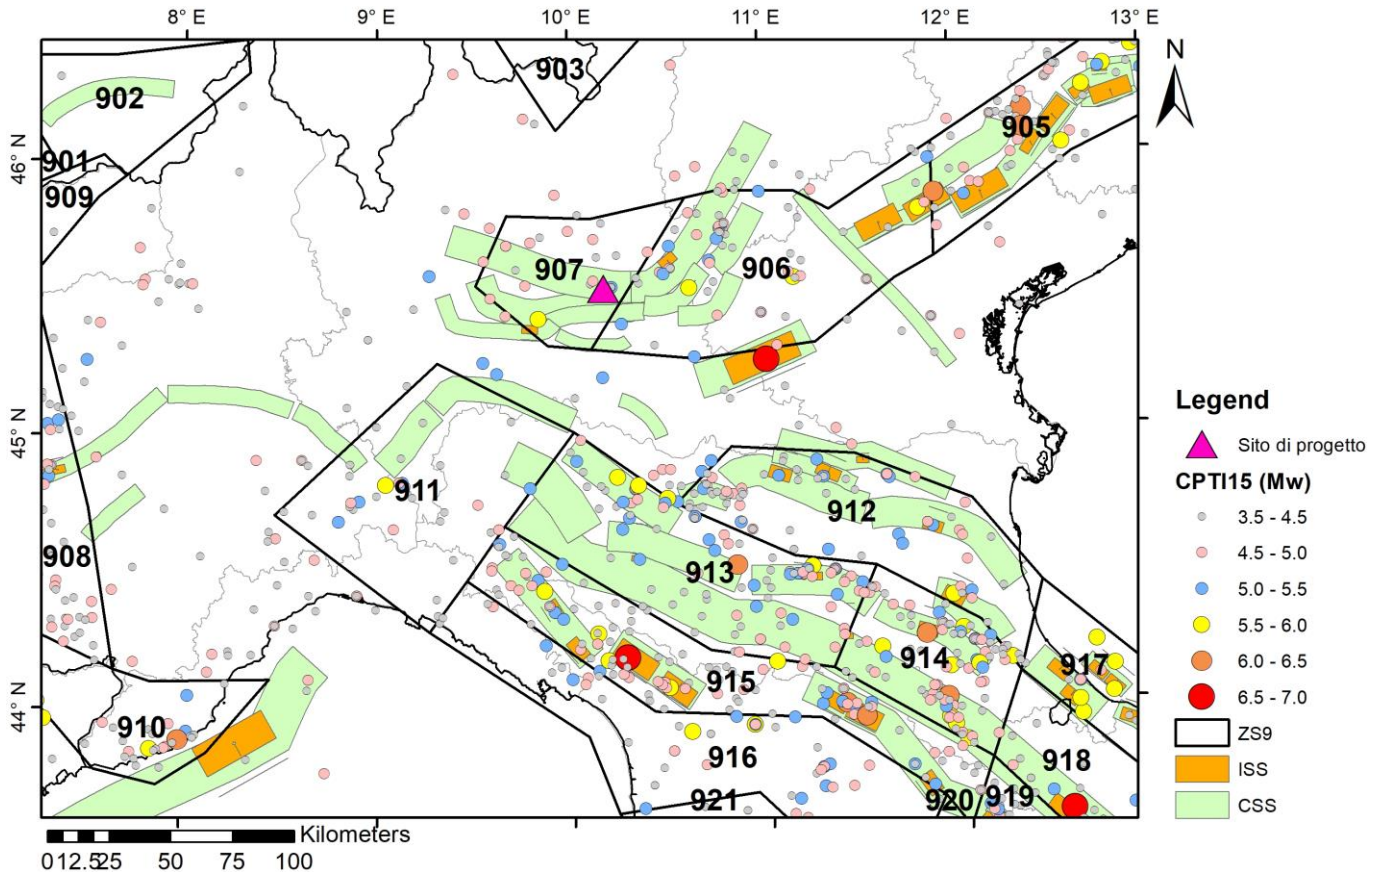 8° E 9° E 10° E 11° E 12° E 13° E
N
903
902
905
46° N
901
909
907
906
Legend
Sito di progetto
45° N
CPTI15 (Mw)
911
912
3.5 - 4.5
4.5 - 5.0
908
913
5.0 - 5.5
5.5 - 6.0
914
917
6.0 - 6.5
915
6.5 - 7.0
44° N
910
ZS9
916
918
ISS
921
920
919
CSS
Kilometers
0 12.5 25 50 75 100